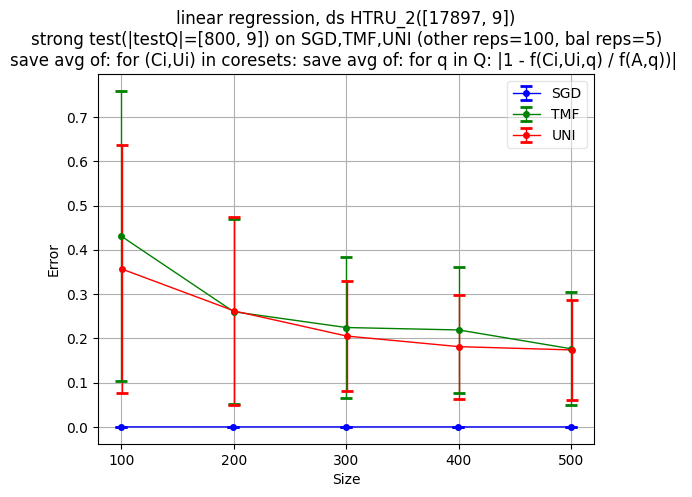 linear regression, ds HTRU_2([17897, 9])
strong test(|testQ|=[800, 9]) on SGD,TMF,UNI (other reps=100, bal reps=5)
save avg of: for (Ci,Ui) in coresets: save avg of: for q in Q: |1 - f(Ci,Ui,q) / f(A,q))|
SGD
TMF
UNI
0.7
0.6
0.5
0.4
0.3
0.2
0.1
0.0
Error
100 200 300 400 500
Size